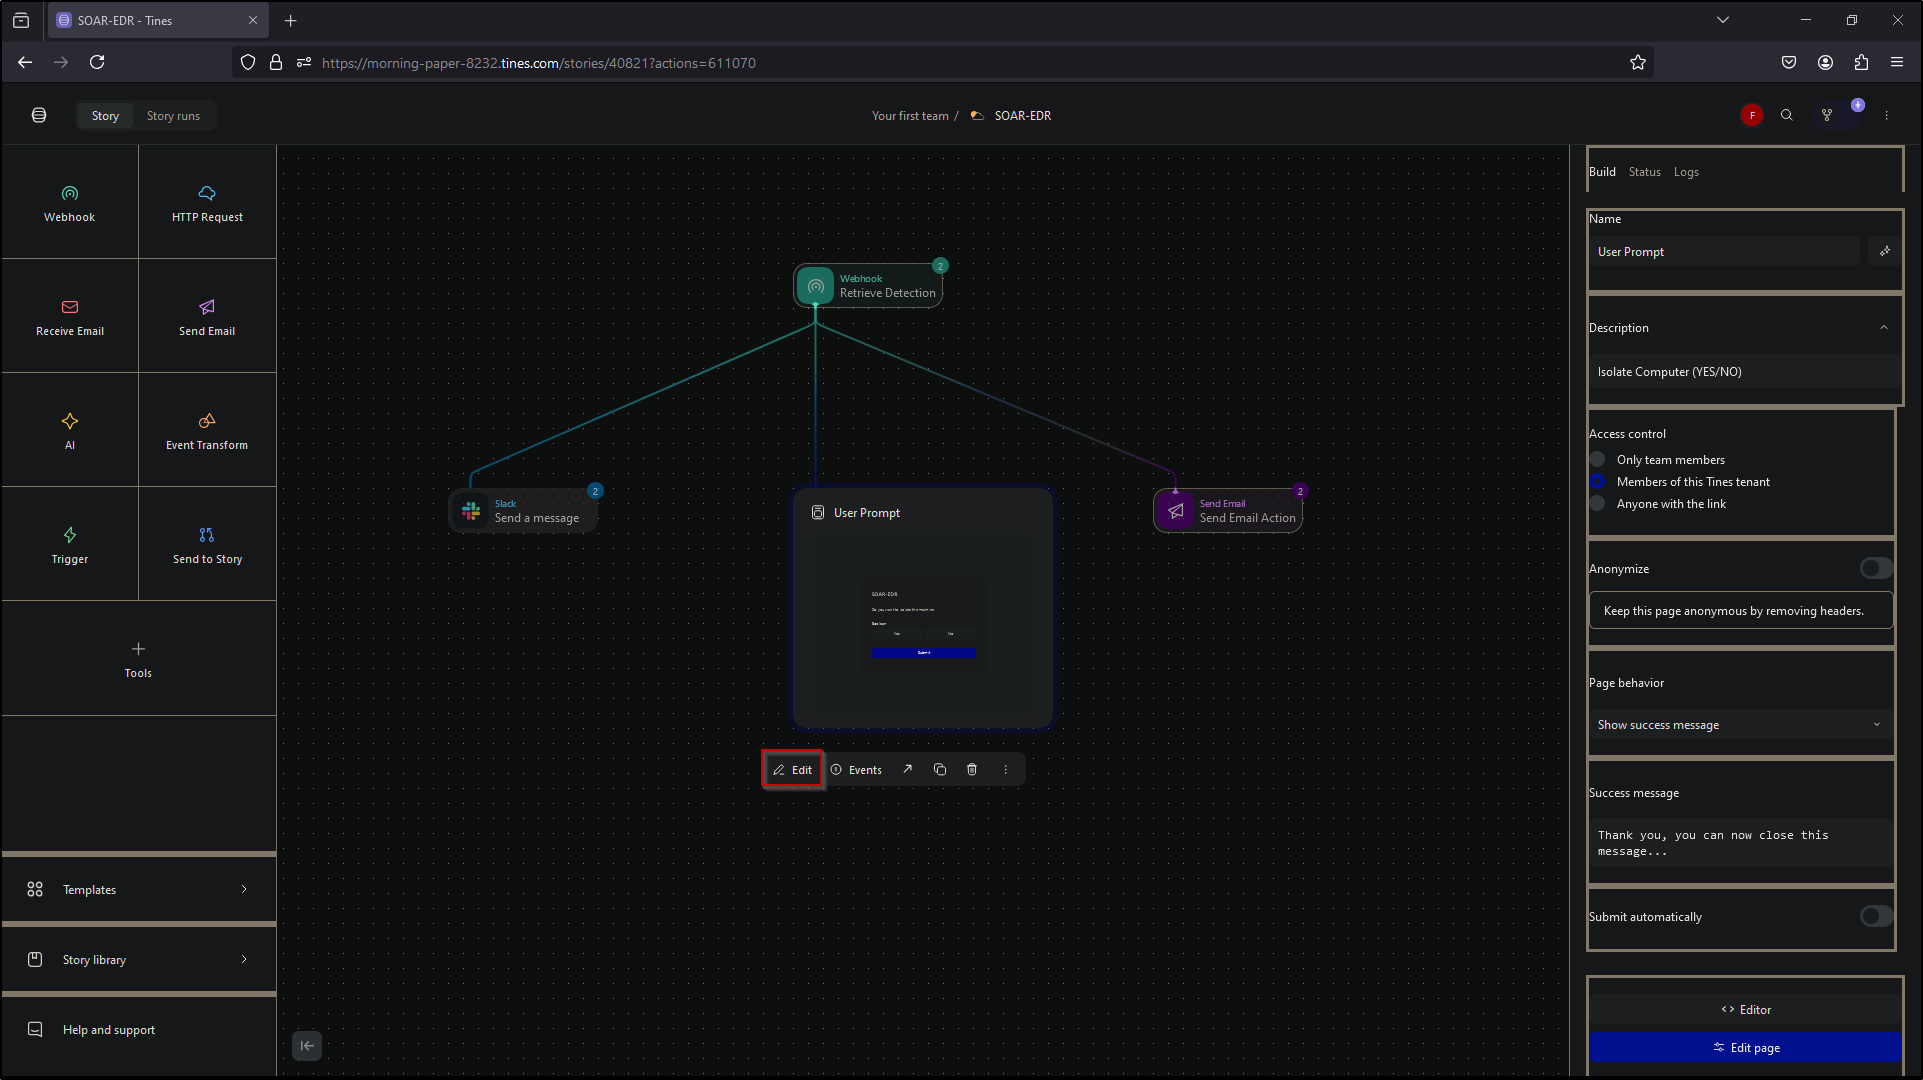 SOAR-EDR - Tines
https://morning-paper-8232.tines.com/stories/40821?actions=611070
Story
Story runs
Your first team / SOAR-EDR
F
Webhook
HTTP Request
Receive Email
Send Email
AI
Event Transform
Trigger
Send to Story
Tools
Templates
Story library
Help and support
2
Webhook
Retrieve Detection
2
Slack
Send a message
User Prompt
SOAR-EDR
Yes
No
Submit
2
Send Email
Send Email Action
Edit
Events
Build Status Logs
Name
User Prompt
Description
Isolate Computer (YES/NO)
Access control
Only team members
Members of this Tines tenant
Anyone with the link
Anonymize
Keep this page anonymous by removing headers.
Page behavior
Show success message
Success message
Thank you, you can now close this
message...
Submit automatically
Editor
Edit page